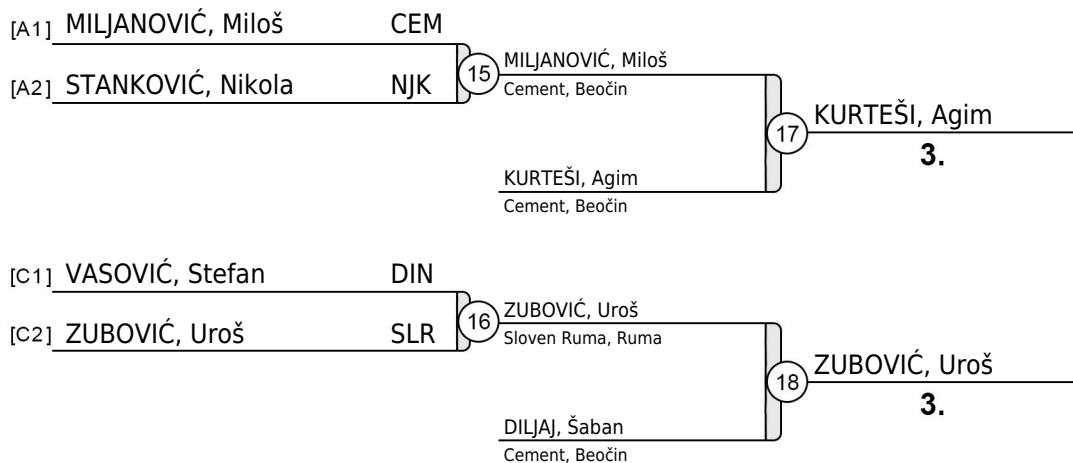 [A1] MILJANOVIĆ, Miloš CEM
[A2] STANKOVIĆ, Nikola NJK
15
MILJANOVIĆ, Miloš
Cement, Beočin
KURTEŠI, Agim
Cement, Beočin
17
KURTEŠI, Agim
3.
[C1] VASOVIĆ, Stefan DIN
[C2] ZUBOVIĆ, Uroš SLR
16
ZUBOVIĆ, Uroš
Sloven Ruma, Ruma
DILJAJ, Šaban
Cement, Beočin
18
ZUBOVIĆ, Uroš
3.